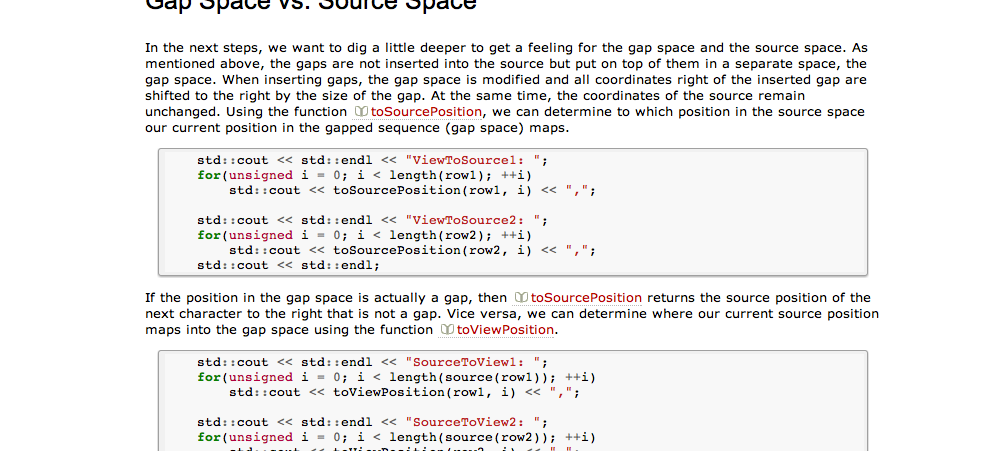 Gap Space vs. Source Space
In the next steps, we want to dig a little deeper to get a feeling for the gap space and the source space. As
mentioned above, the gaps are not inserted into the source but put on top of them in a separate space, the
gap space. When inserting gaps, the gap space is modified and all coordinates right of the inserted gap are
shifted to the right by the size of the gap. At the same time, the coordinates of the source remain
unchanged. Using the function toSourcePosition, we can determine to which position in the source space
our current position in the gapped sequence (gap space) maps.
std::cout << std::endl << "ViewToSource1: ";
for(unsigned i = 0; i < length(row1); ++i)
std::cout << toSourcePosition(row1, i) << ",";
std::cout << std::endl << "ViewToSource2: ";
for(unsigned i = 0; i < length(row2); ++i)
std::cout << toSourcePosition(row2, i) << ",";
std::cout << std::endl;
If the position in the gap space is actually a gap, then toSourcePosition returns the source position of the
next character to the right that is not a gap. Vice versa, we can determine where our current source position
maps into the gap space using the function toViewPosition.
std::cout << std::endl << "SourceToView1: ";
for(unsigned i = 0; i < length(source(row1)); ++i)
std::cout << toViewPosition(row1, i) << ",";
std::cout << std::endl << "SourceToView2: ";
for(unsigned i = 0; i < length(source(row2)); ++i)